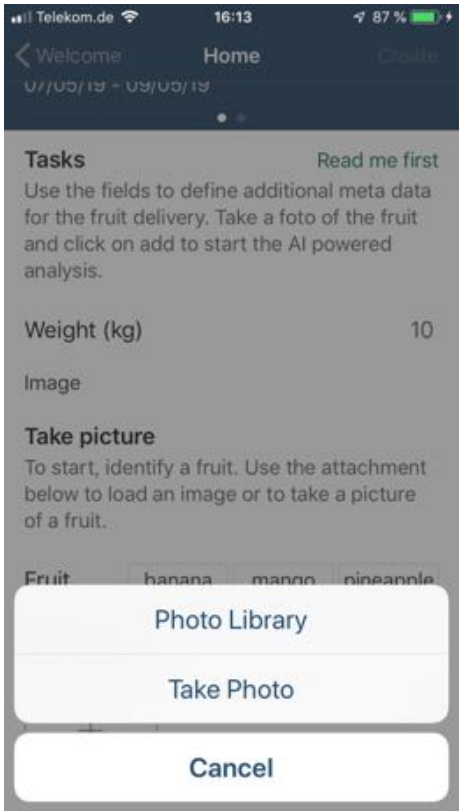 Telekom.de 16:13 87 %
Welcome Home Create
07/05/19 - 09/05/19
Tasks Read me first
Use the fields to define additional meta data
for the fruit delivery. Take a foto of the fruit
and click on add to start the AI powered
analysis.
Weight (kg) 10
Image
Take picture
To start, identify a fruit. Use the attachment
below to load an image or to take a picture
of a fruit.
Fruit banana mango pineapple
Photo Library
Take Photo
Cancel